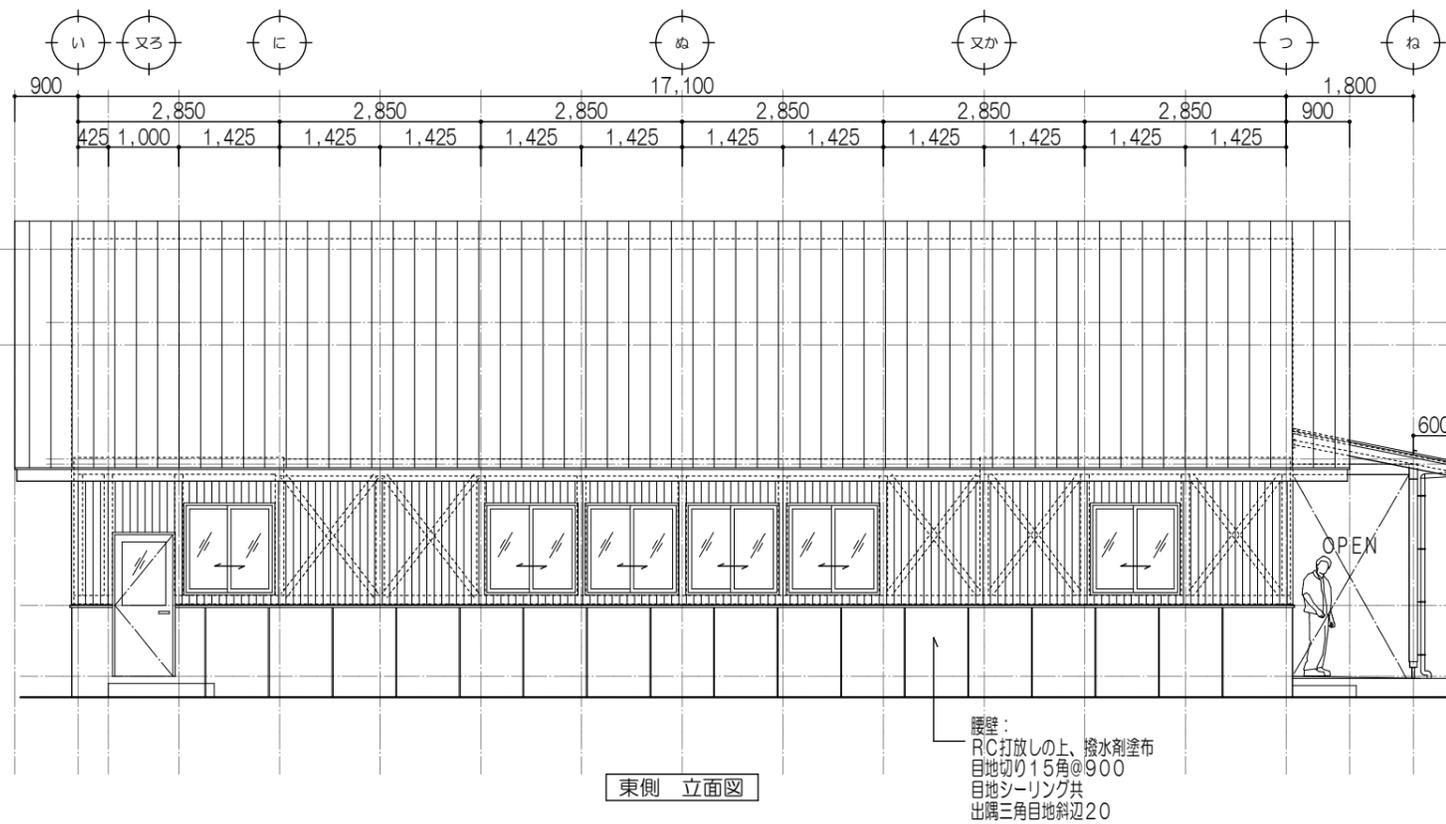 い 又ろ に ぬ 又か つ ね
900 17,100 1,800
2,850 2,850 2,850 2,850 2,850 2,850 900
425 1,000 1,425 1,425 1,425 1,425 1,425 1,425 1,425 1,425 1,425 1,425 1,425
600
OPEN
腰壁：
RC打放しの上、撥水剤塗布
目地切り15角@900
目地シーリング共
出隅三角目地斜辺20
東側 立面図